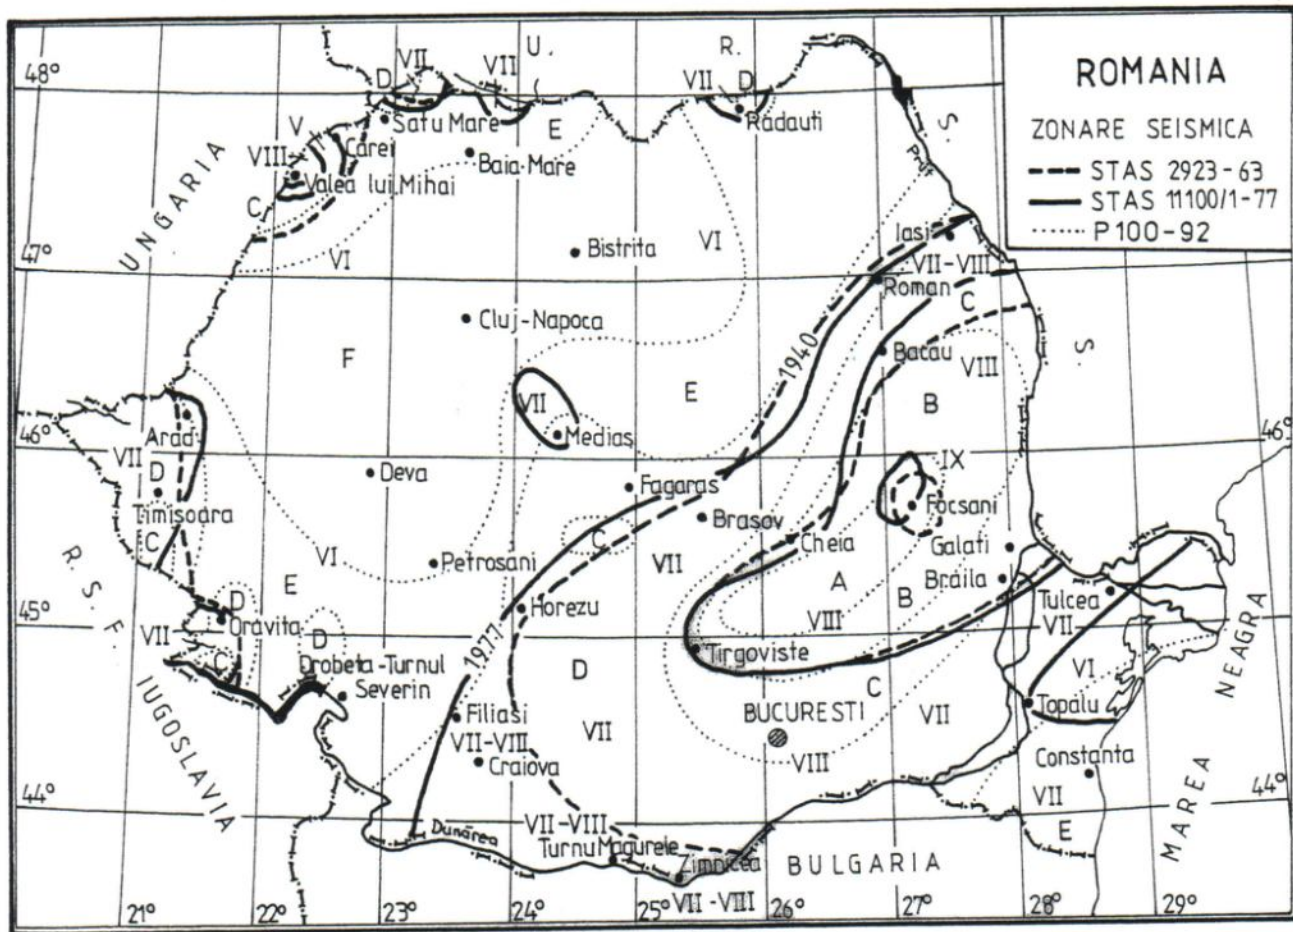 ROMANIA
ZONARE SEISMICA
STAS 2923-63
STAS 11100/1-77
P100-92
U.
R.
S.
S.
UNGARIA
R. S. F. IUGOSLAVIA
BULGARIA
MAREA NEAGRA
48°
47°
46°
45°
44°
46°
44°
21°
22°
23°
24°
25°
26°
27°
28°
29°
VII
D
VII
VII
D
E
Satu Mare
Radauti
V
Carei
VIII
Valea lui Mihai
Baia-Mare
C
Prut
VI
VI
Bistrita
Iasi
VII-VIII
Roman
C
Cluj-Napoca
1940
Bacau
VIII
F
E
B
VII
Arad
VII
Medias
D
Deva
Fagaras
IX
Focsani
Timisoara
C
Brasov
C
Cheia
Galati
VI
Petrosani
VII
A
B
Braila
E
D
Horezu
VIII
Tulcea
VII
Oravita
VII
C
D
1977
Tirgoviste
D
VI
Drobeta-Turnul
Severin
C
Filiasi
VII
BUCURESTI
VII
Topalu
VII-VIII
Craiova
VIII
Constanta
VII
E
Dunărea
VII-VIII
Turnu Magurele
Zimnicea
VII-VIII